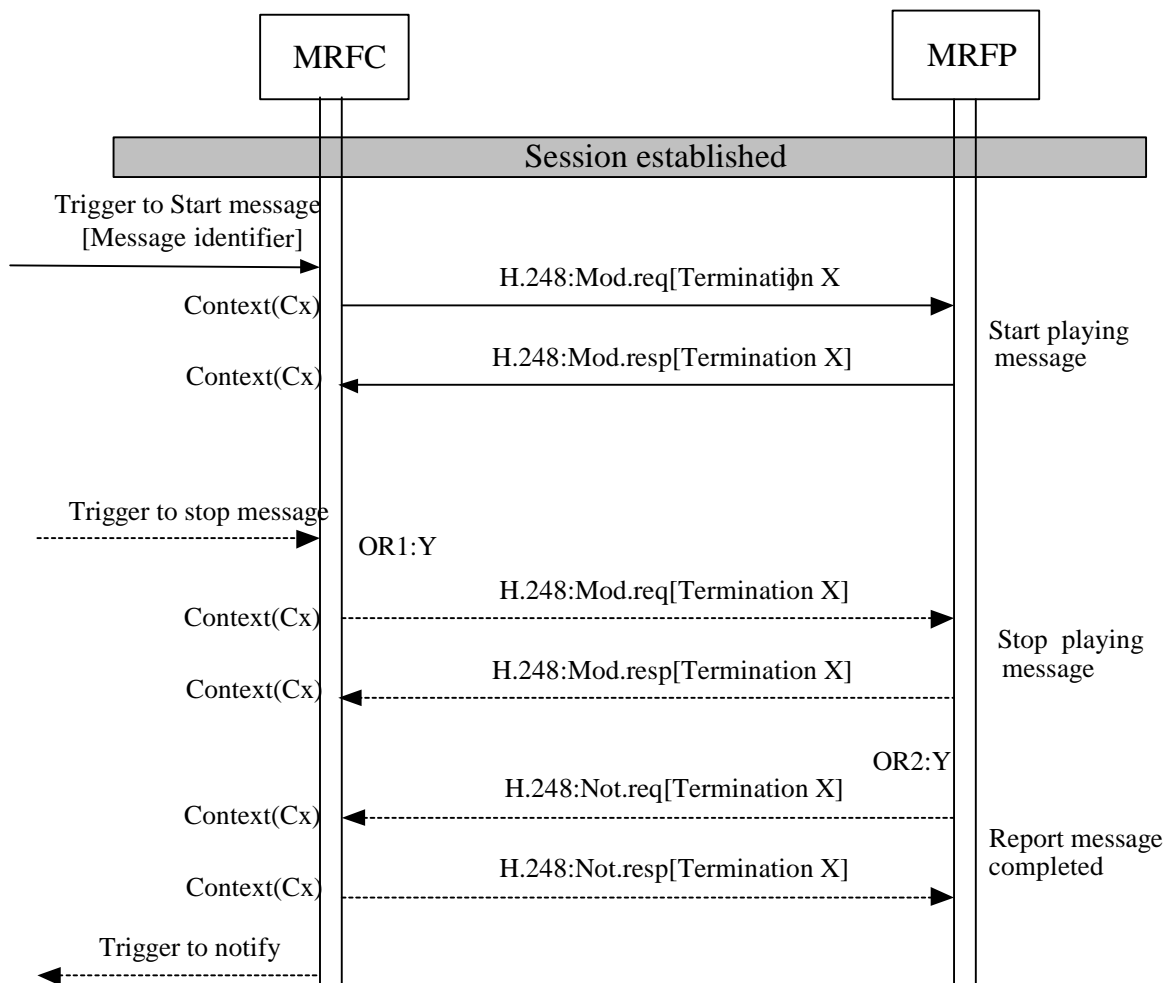 MRFC
MRFP
Session established
Trigger to Start message
[Message identifier]
H.248:Mod.req[Termination X]
Context(Cx)
Start playing
message
H.248:Mod.resp[Termination X]
Context(Cx)
Trigger to stop message
OR1:Y
H.248:Mod.req[Termination X]
Context(Cx)
Stop playing
message
H.248:Mod.resp[Termination X]
Context(Cx)
OR2:Y
H.248:Not.req[Termination X]
Context(Cx)
Report message
completed
H.248:Not.resp[Termination X]
Context(Cx)
Trigger to notify